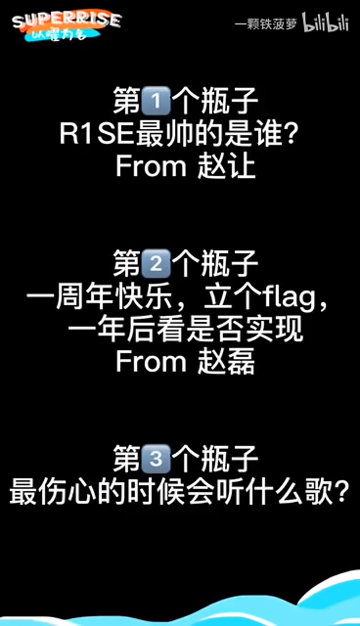 SUPERRISE
以曜为名
一颗铁菠萝 bilibili
第1个瓶子
R1SE最帅的是谁?
From 赵让
第2个瓶子
一周年快乐，立个flag，
一年后看是否实现
From 赵磊
第3个瓶子
最伤心的时候会听什么歌?